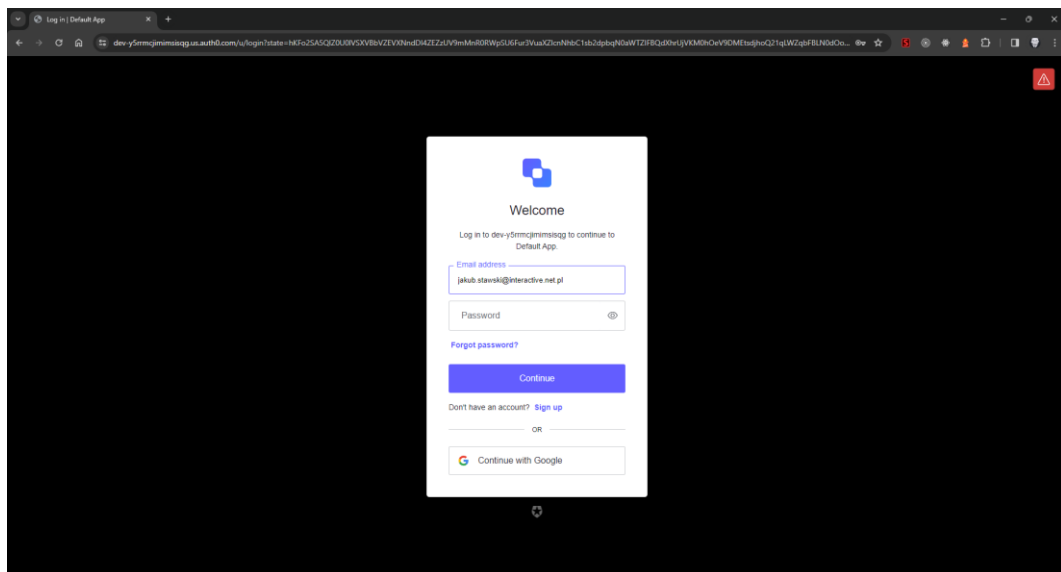 Log in | Default App
Welcome
Log in to dev-y5rrmcjimimsisqg to continue to
Default App.
Email address
jakub.stawski@interactive.net.pl
Password
Forgot password?
Continue
Don't have an account? Sign up
OR
Continue with Google